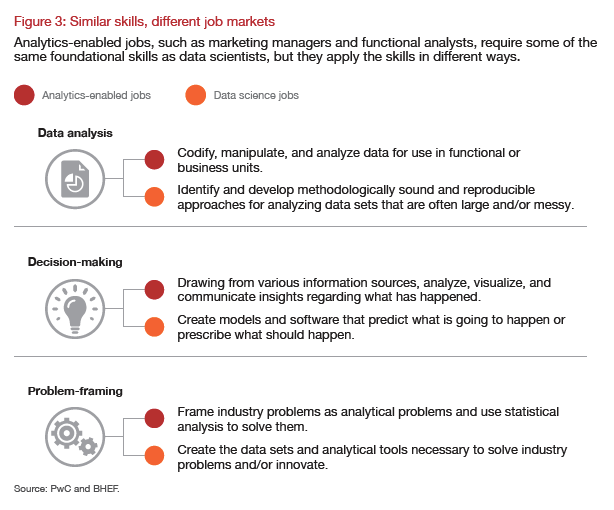 Figure 3: Similar skills, different job markets
Analytics-enabled jobs, such as marketing managers and functional analysts, require some of the
same foundational skills as data scientists, but they apply the skills in different ways.
Analytics-enabled jobs
Data science jobs
Data analysis
Codify, manipulate, and analyze data for use in functional or
business units.
Identify and develop methodologically sound and reproducible
approaches for analyzing data sets that are often large and/or messy.
Decision-making
Drawing from various information sources, analyze, visualize, and
communicate insights regarding what has happened.
Create models and software that predict what is going to happen or
prescribe what should happen.
Problem-framing
Frame industry problems as analytical problems and use statistical
analysis to solve them.
Create the data sets and analytical tools necessary to solve industry
problems and/or innovate.
Source: PwC and BHEF.